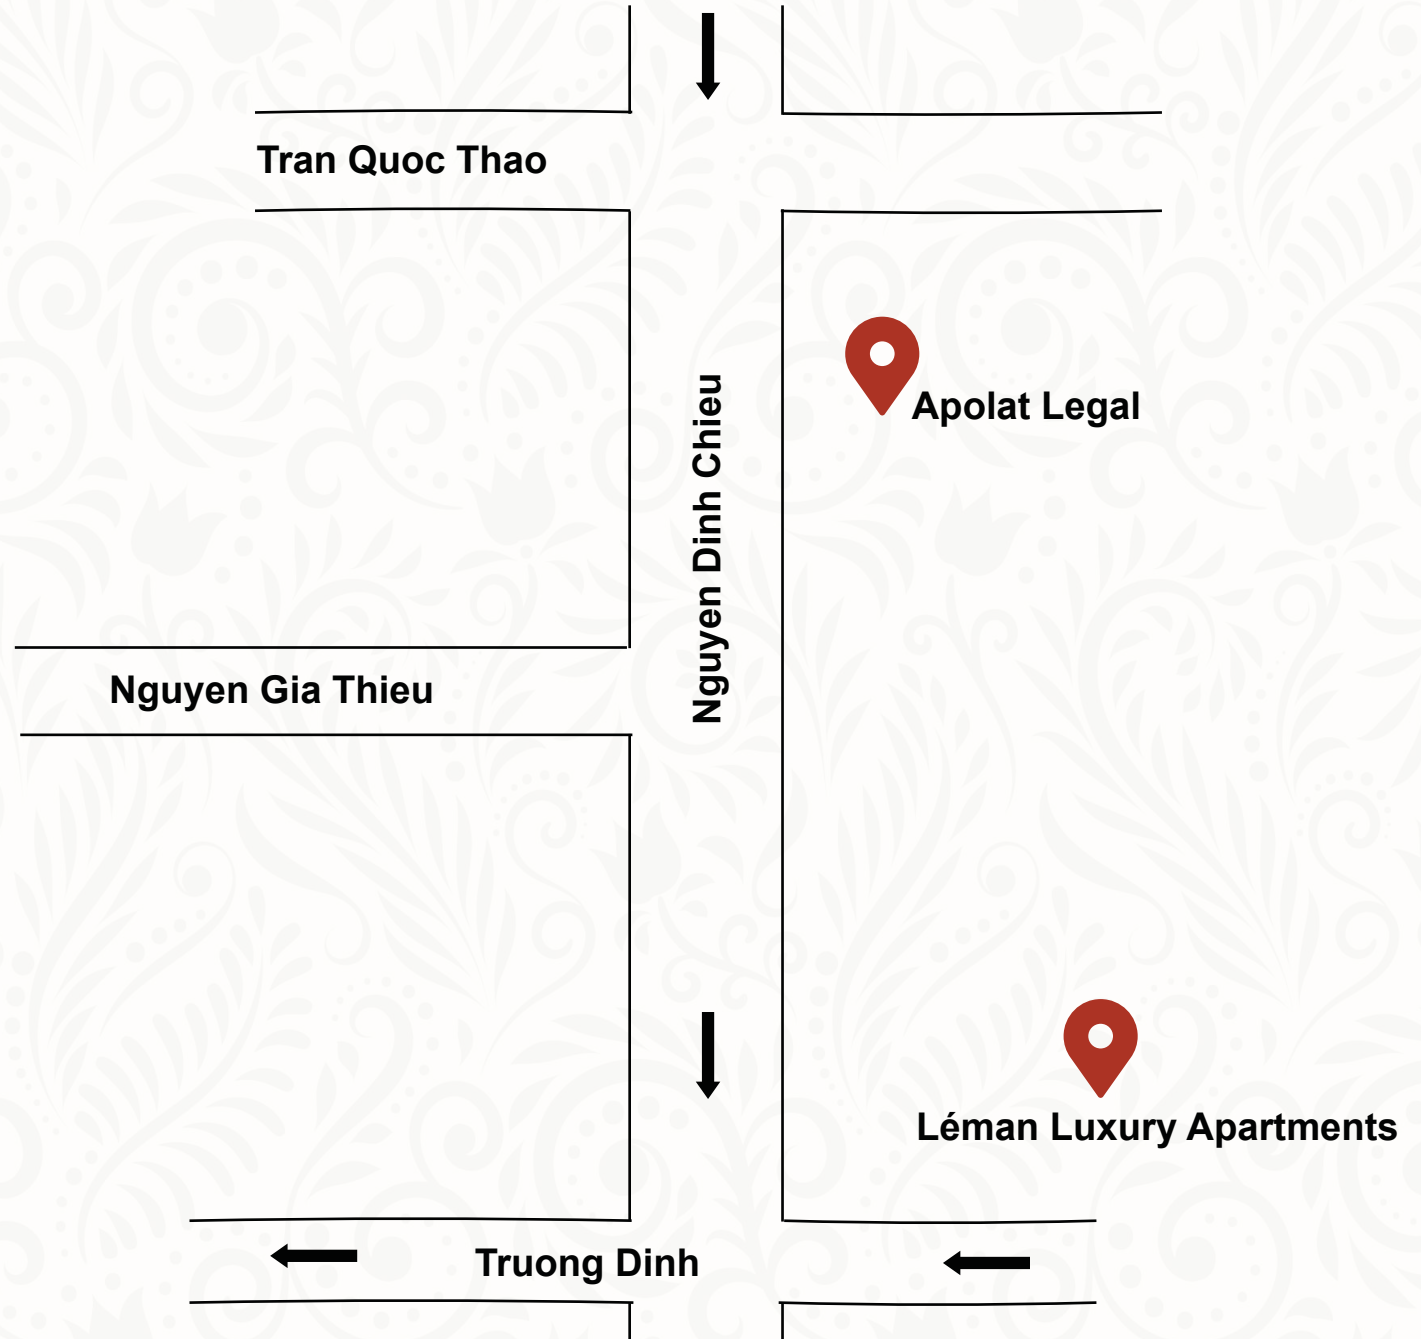 Tran Quoc Thao
Apolat Legal
Nguyen Dinh Chieu
Nguyen Gia Thieu
Léman Luxury Apartments
Truong Dinh